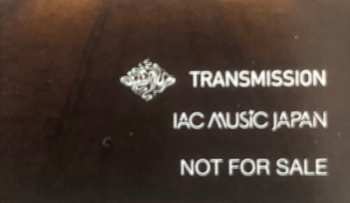 TRANSMISSION
IAC MUSIC JAPAN
NOT FOR SALE